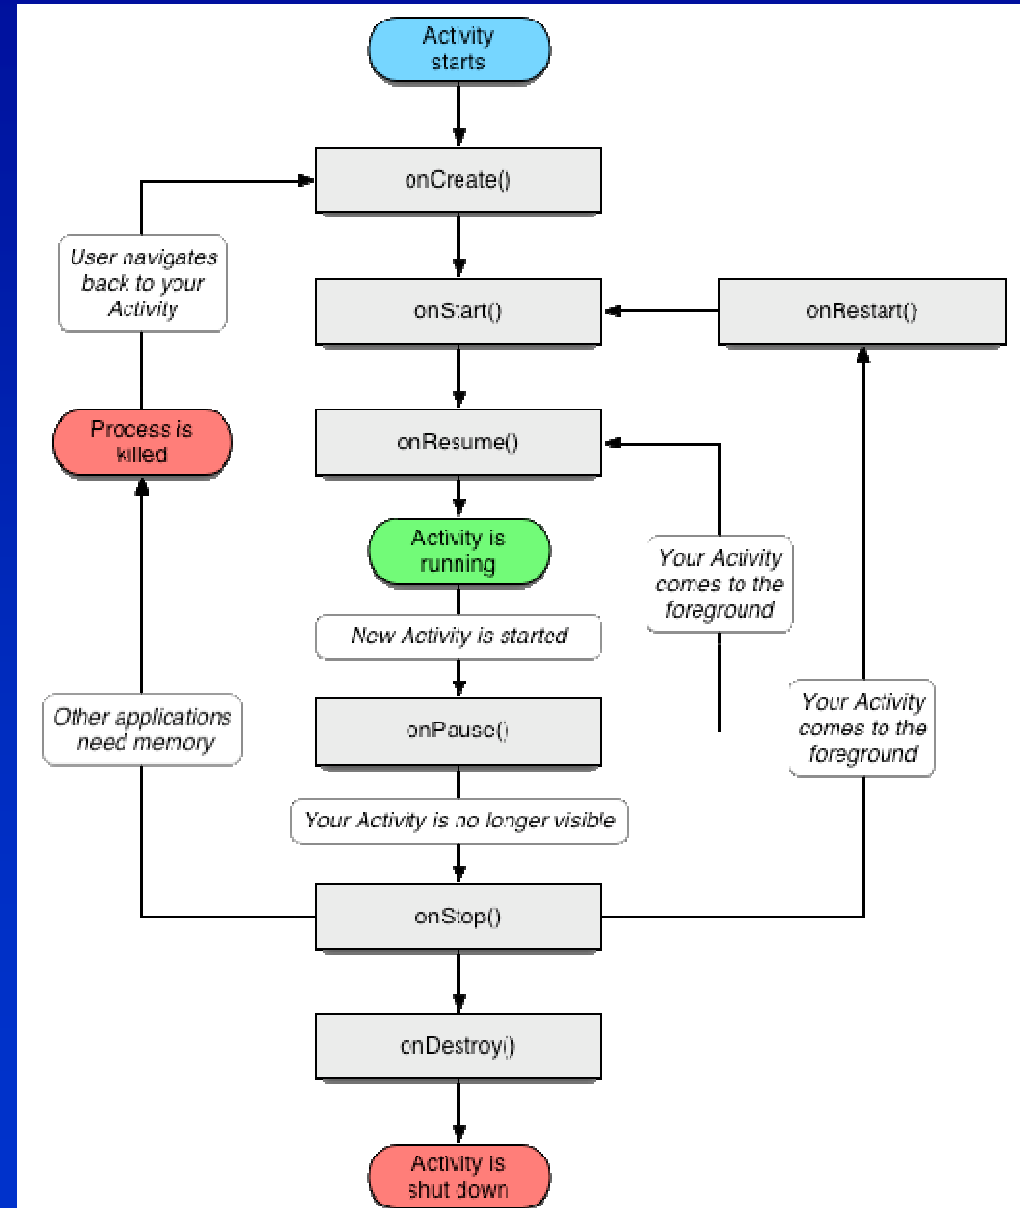 Activity
starts
onCreate()
User navigates
back to your
Activity
onStart()
onRestart()
Process is
killed
onResume()
Activity is
running
Your Activity
comes to the
foreground
New Activity is started
Other applications
need memory
onPause()
Your Activity
comes to the
foreground
Your Activity is no longer visible
onStop()
onDestroy()
Activity is
shut down